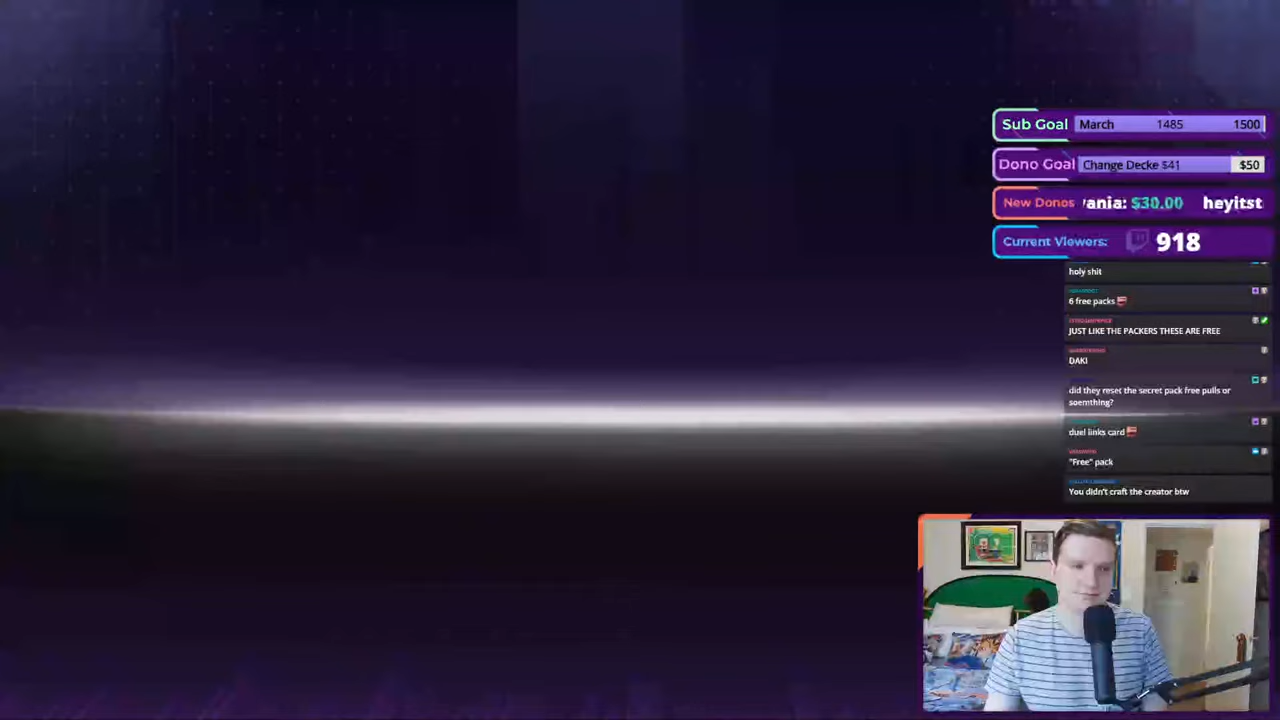 Sub Goal March 1485 1500
Dono Goal Change Decke $41 $50
New Donos vania: $30.00 heyitst
Current Viewers: 918
holy shit
6 free packs
JUST LIKE THE PACKERS THESE ARE FREE
DAKI
did they reset the secret pack free pulls or
soemthing?
duel links card
"Free" pack
You didn't craft the creator btw